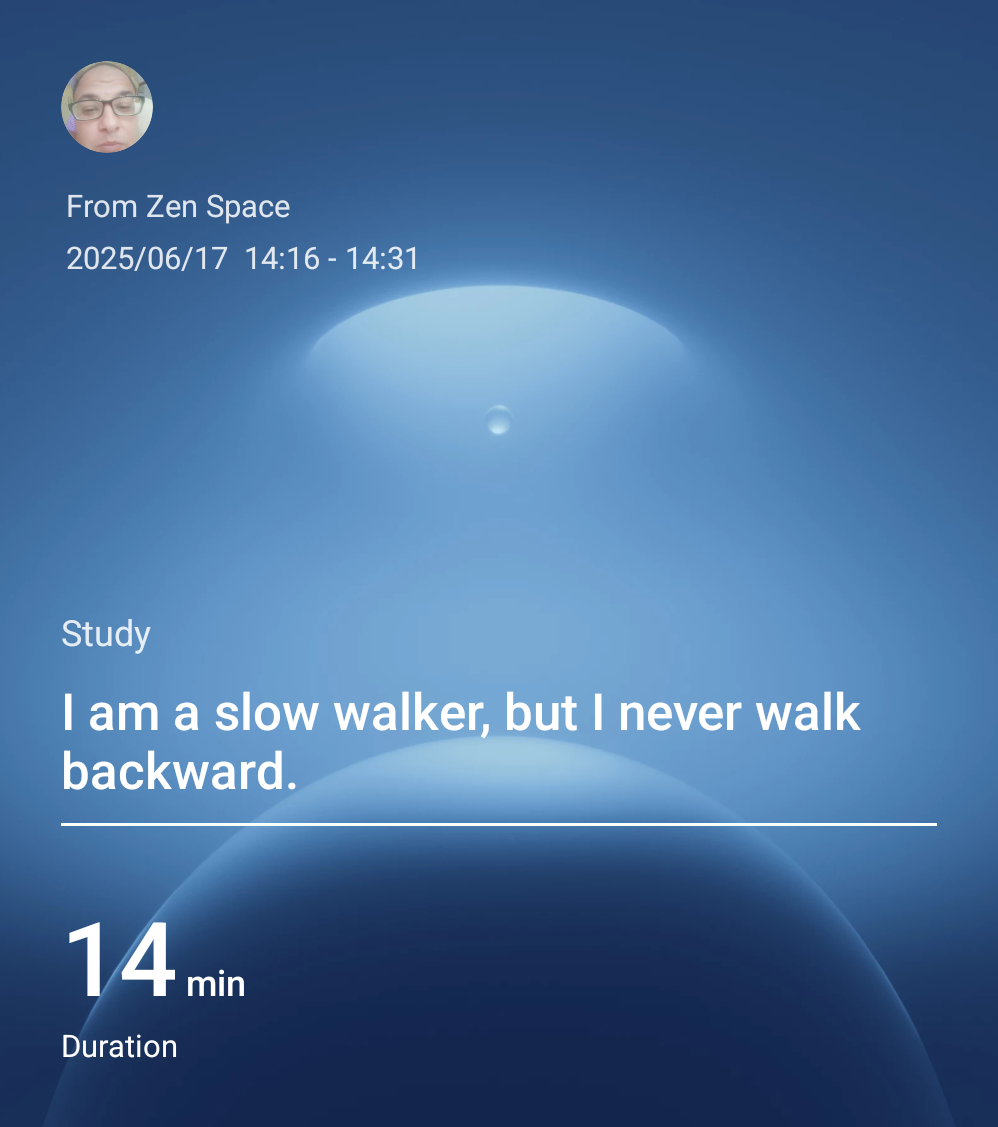 From Zen Space
2025/06/17 14:16 - 14:31
Study
I am a slow walker, but I never walk
backward.
14 min
Duration